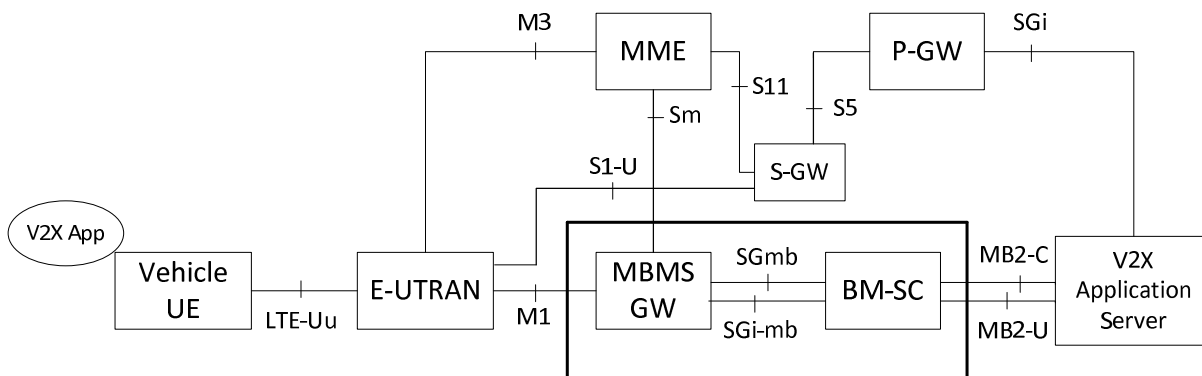 M3
MME
P-GW
SGi
S11
Sm
S5
S1-U
S-GW
V2X App
Vehicle
UE
LTE-Uu
E-UTRAN
M1
MBMS
GW
SGmb
SGi-mb
BM-SC
MB2-C
MB2-U
V2X
Application
Server